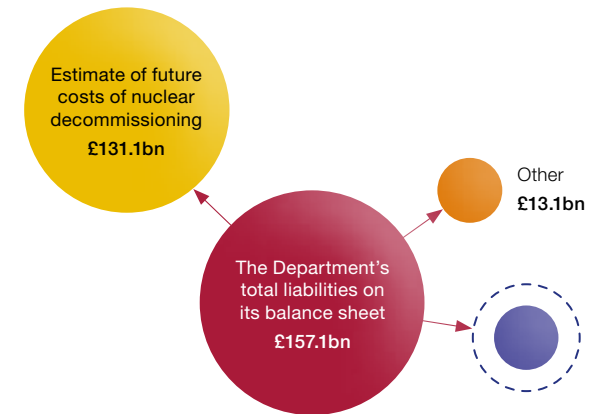 Estimate of future
costs of nuclear
decommissioning
£131.1bn
Other
£13.1bn
The Department’s
total liabilities on
its balance sheet
£157.1bn